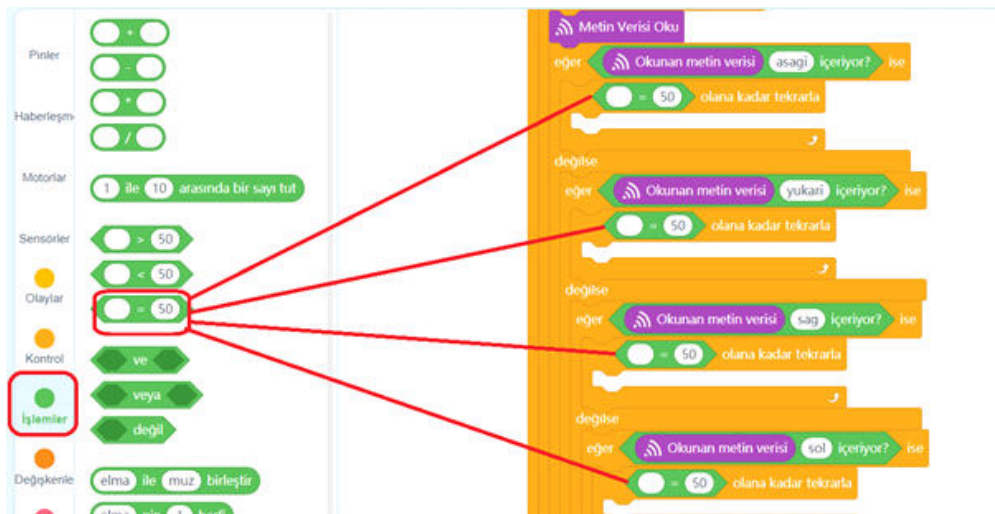 Pinler
Haberleşm
Motorlar
Sensörler
Olaylar
Kontrol
İşlemler
Değişkenle
+
-
*
/
1 ile 10 arasında bir sayı tut
> 50
< 50
= 50
ve
veya
değil
elma ile muz birleştir
Metin Verisi Oku
eğer Okunan metin verisi asagi içeriyor? ise
= 50 olana kadar tekrarla
değilse
eğer Okunan metin verisi yukari içeriyor? ise
= 50 olana kadar tekrarla
değilse
eğer Okunan metin verisi sag içeriyor? ise
= 50 olana kadar tekrarla
değilse
eğer Okunan metin verisi sol içeriyor? ise
= 50 olana kadar tekrarla